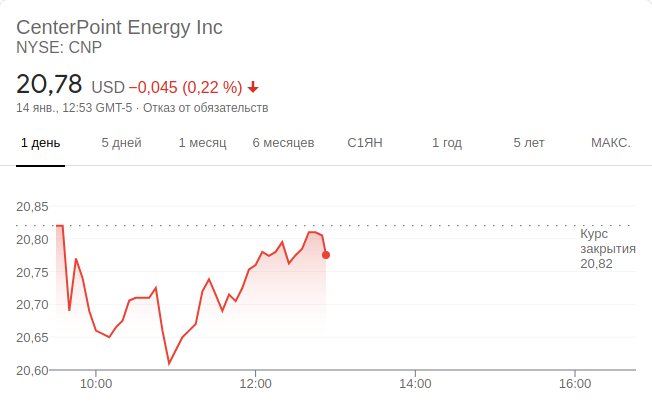 CenterPoint Energy Inc
NYSE: CNP
20,78 USD −0,045 (0,22 %)
14 янв., 12:53 GMT-5 · Отказ от обязательств
1 день 5 дней 1 месяц 6 месяцев С1ЯН 1 год 5 лет МАКС.
20,85
20,80
20,75
20,70
20,65
20,60
Курс
закрытия
20,82
10:00 12:00 14:00 16:00